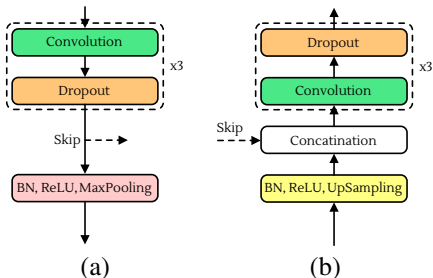 Convolution
Dropout
x3
Skip
BN, ReLU, MaxPooling
(a)
Dropout
Convolution
x3
Skip
Concatination
BN, ReLU, UpSampling
(b)